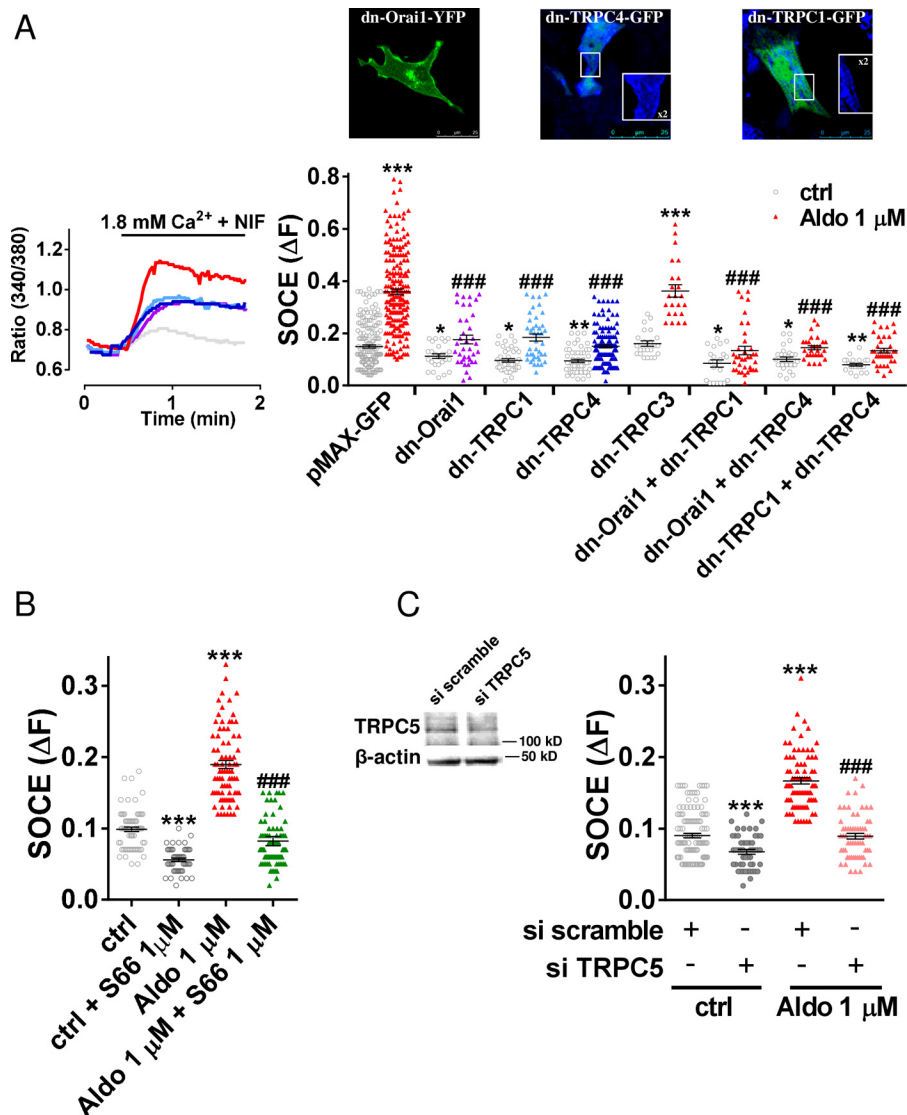 A
dn-Orai1-YFP
dn-TRPC4-GFP
dn-TRPC1-GFP
x2
x2
μm 25
μm 25
μm 25
1.8 mM Ca²⁺ + NIF
Ratio (340/380)
1.2
1.0
0.8
0.6
0 1 2
Time (min)
SOCE (ΔF)
0.8
0.6
0.4
0.2
0.0
ctrl
Aldo 1 μM
***
* ###
* ###
** ###
***
* ###
* ###
** ###
pMAX-GFP
dn-Orai1
dn-TRPC1
dn-TRPC4
dn-TRPC3
dn-Orai1 + dn-TRPC1
dn-Orai1 + dn-TRPC4
dn-TRPC1 + dn-TRPC4
B
SOCE (ΔF)
0.3
0.2
0.1
0.0
***
***
###
ctrl
ctrl + S66 1μM
Aldo 1 μM
Aldo 1 μM + S66 1 μM
C
si scramble
si TRPC5
TRPC5
β-actin
100 kD
50 kD
SOCE (ΔF)
0.3
0.2
0.1
0.0
***
***
###
si scramble + - + -
si TRPC5 - + - +
ctrl Aldo 1 μM